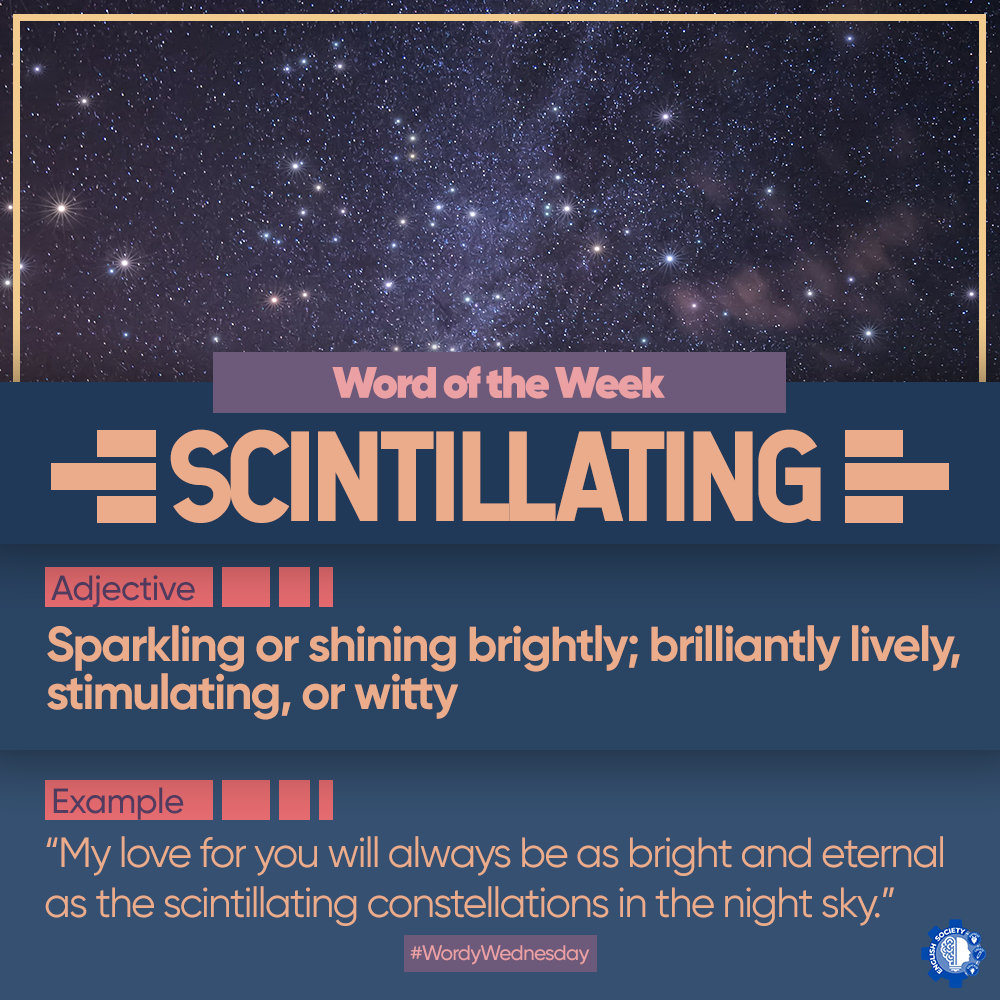 Word of the Week
SCINTILLATING
Adjective
Sparkling or shining brightly; brilliantly lively,
stimulating, or witty
Example
“My love for you will always be as bright and eternal
as the scintillating constellations in the night sky.”
#WordyWednesday
ENGLISH SOCIETY